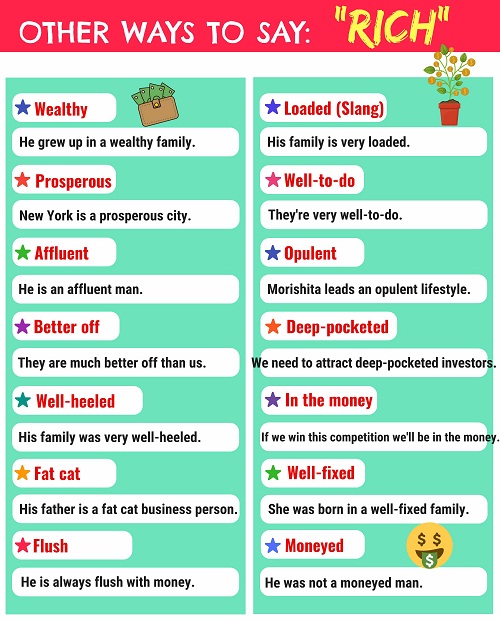 OTHER WAYS TO SAY: "RICH"
Wealthy
He grew up in a wealthy family.
Prosperous
New York is a prosperous city.
Affluent
He is an affluent man.
Better off
They are much better off than us.
Well-heeled
His family was very well-heeled.
Fat cat
His father is a fat cat business person.
Flush
He is always flush with money.
Loaded (Slang)
His family is very loaded.
Well-to-do
They're very well-to-do.
Opulent
Morishita leads an opulent lifestyle.
Deep-pocketed
We need to attract deep-pocketed investors.
In the money
If we win this competition we'll be in the money.
Well-fixed
She was born in a well-fixed family.
Moneyed
He was not a moneyed man.